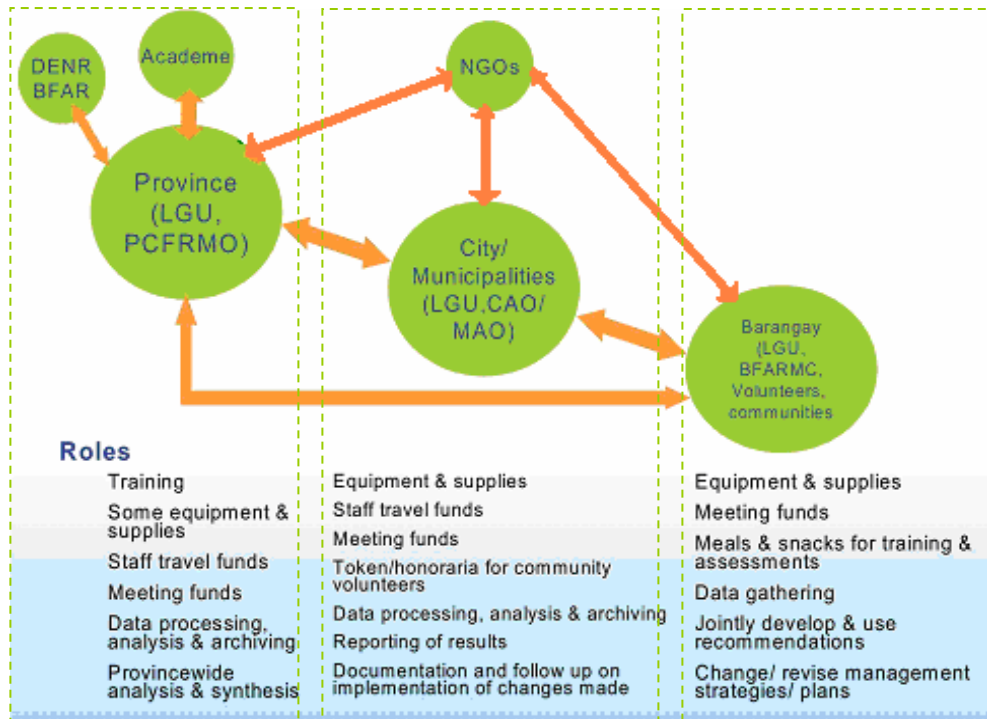 DENR
BFAR
Academe
NGOs
Province
(LGU,
PCFRMO)
City/
Municipalities
(LGU,CAO/
MAO)
Barangay
(LGU,
BFARMC,
Volunteers,
communities
Roles
Training
Some equipment &
supplies
Staff travel funds
Meeting funds
Data processing,
analysis & archiving
Provincewide
analysis & synthesis
Equipment & supplies
Staff travel funds
Meeting funds
Token/honoraria for community
volunteers
Data processing, analysis & archiving
Reporting of results
Documentation and follow up on
implementation of changes made
Equipment & supplies
Meeting funds
Meals & snacks for training &
assessments
Data gathering
Jointly develop & use
recommendations
Change/ revise management
strategies/ plans